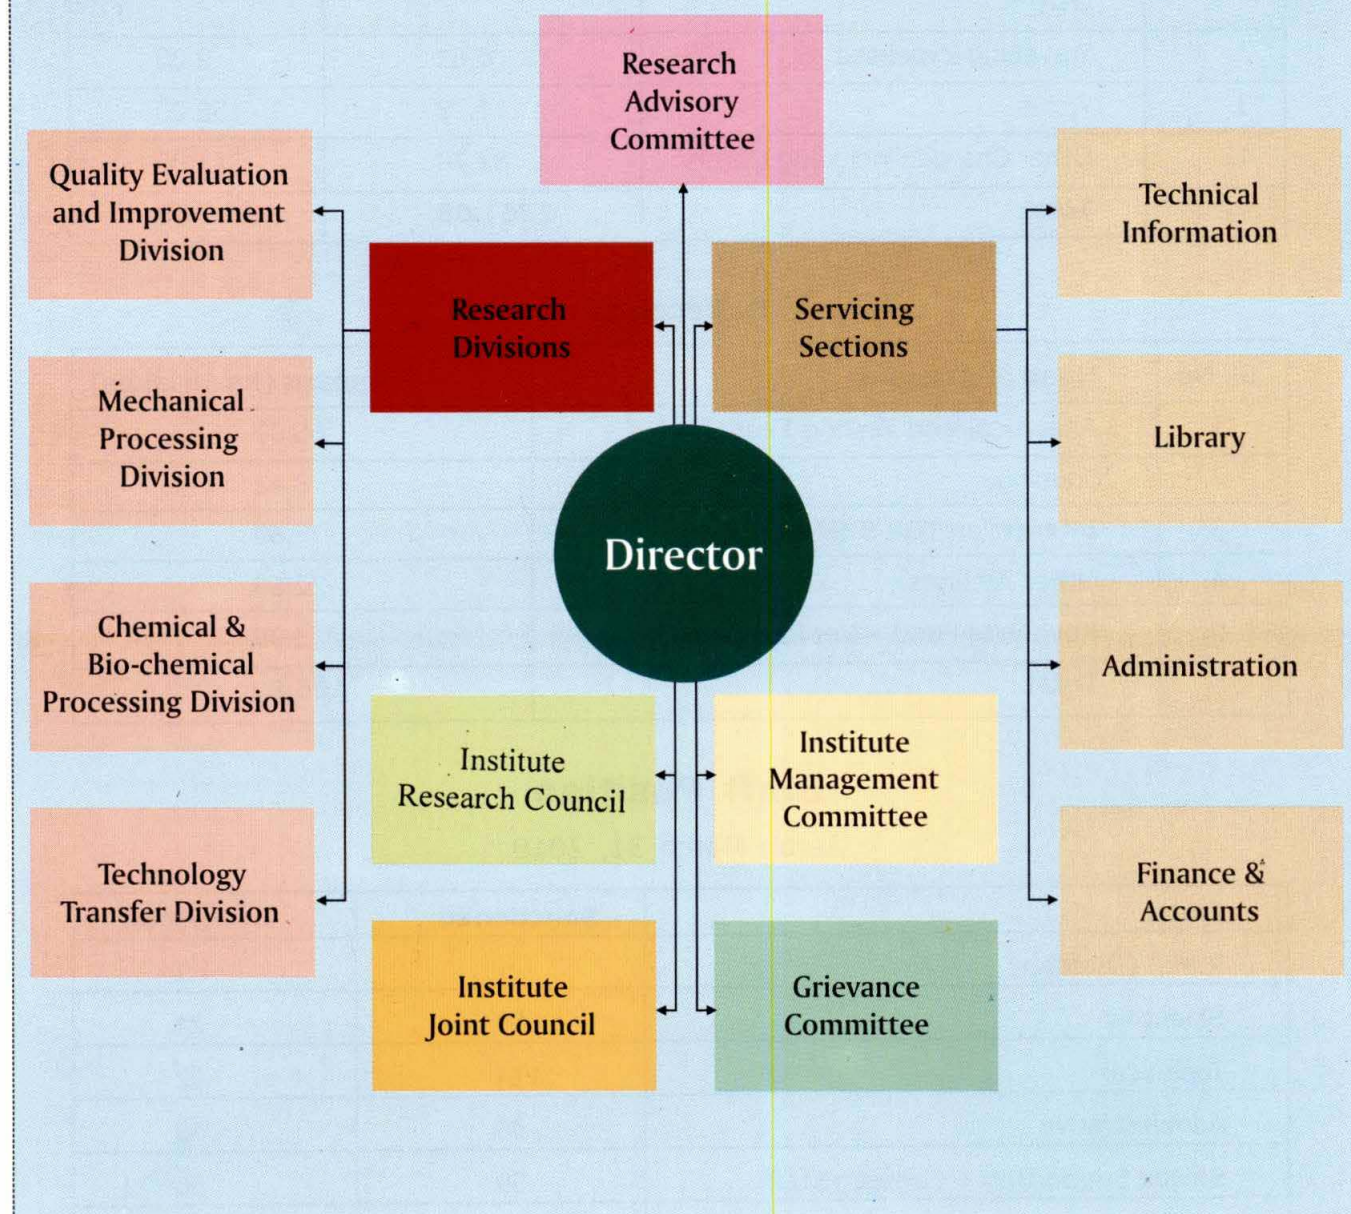 Research
Advisory
Committee
Quality Evaluation
and Improvement
Division
Technical
Information
Research
Divisions
Servicing
Sections
Mechanical
Processing
Division
Library
Director
Chemical &
Bio-chemical
Processing Division
Administration
Institute
Research Council
Institute
Management
Committee
Technology
Transfer Division
Finance &
Accounts
Institute
Joint Council
Grievance
Committee